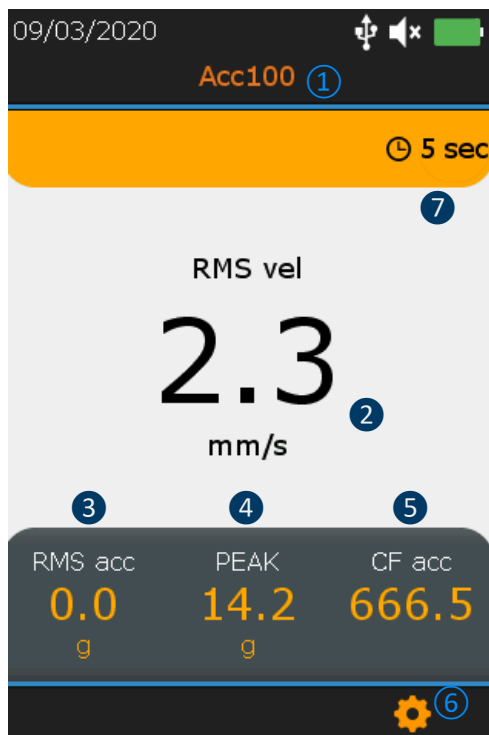 09/03/2020
Acc100 1
5 sec
7
RMS vel
2.3
2
mm/s
3 4 5
RMS acc PEAK CF acc
0.0 14.2 666.5
g g
6